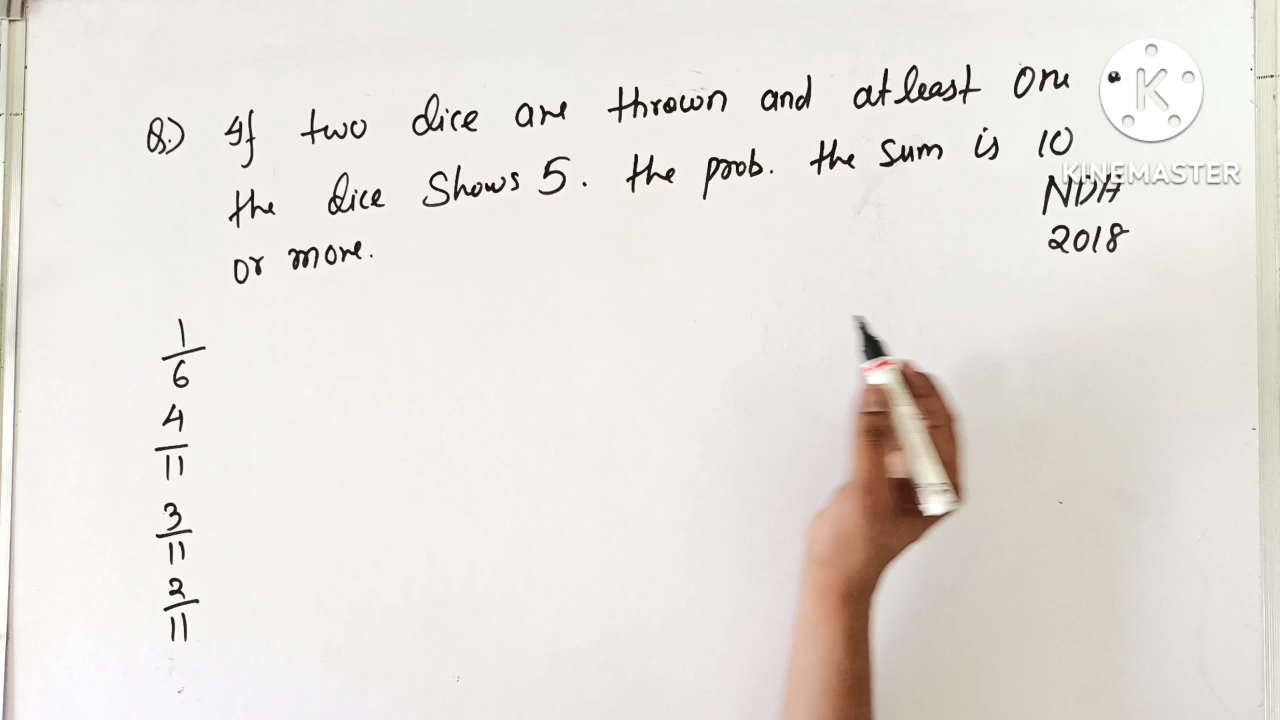 Q.) If two dice are thrown and atleast one
the dice shows 5. the prob. the sum is 10
or more.
KINEMASTER
NDA
2018
1/6
4/11
3/11
2/11